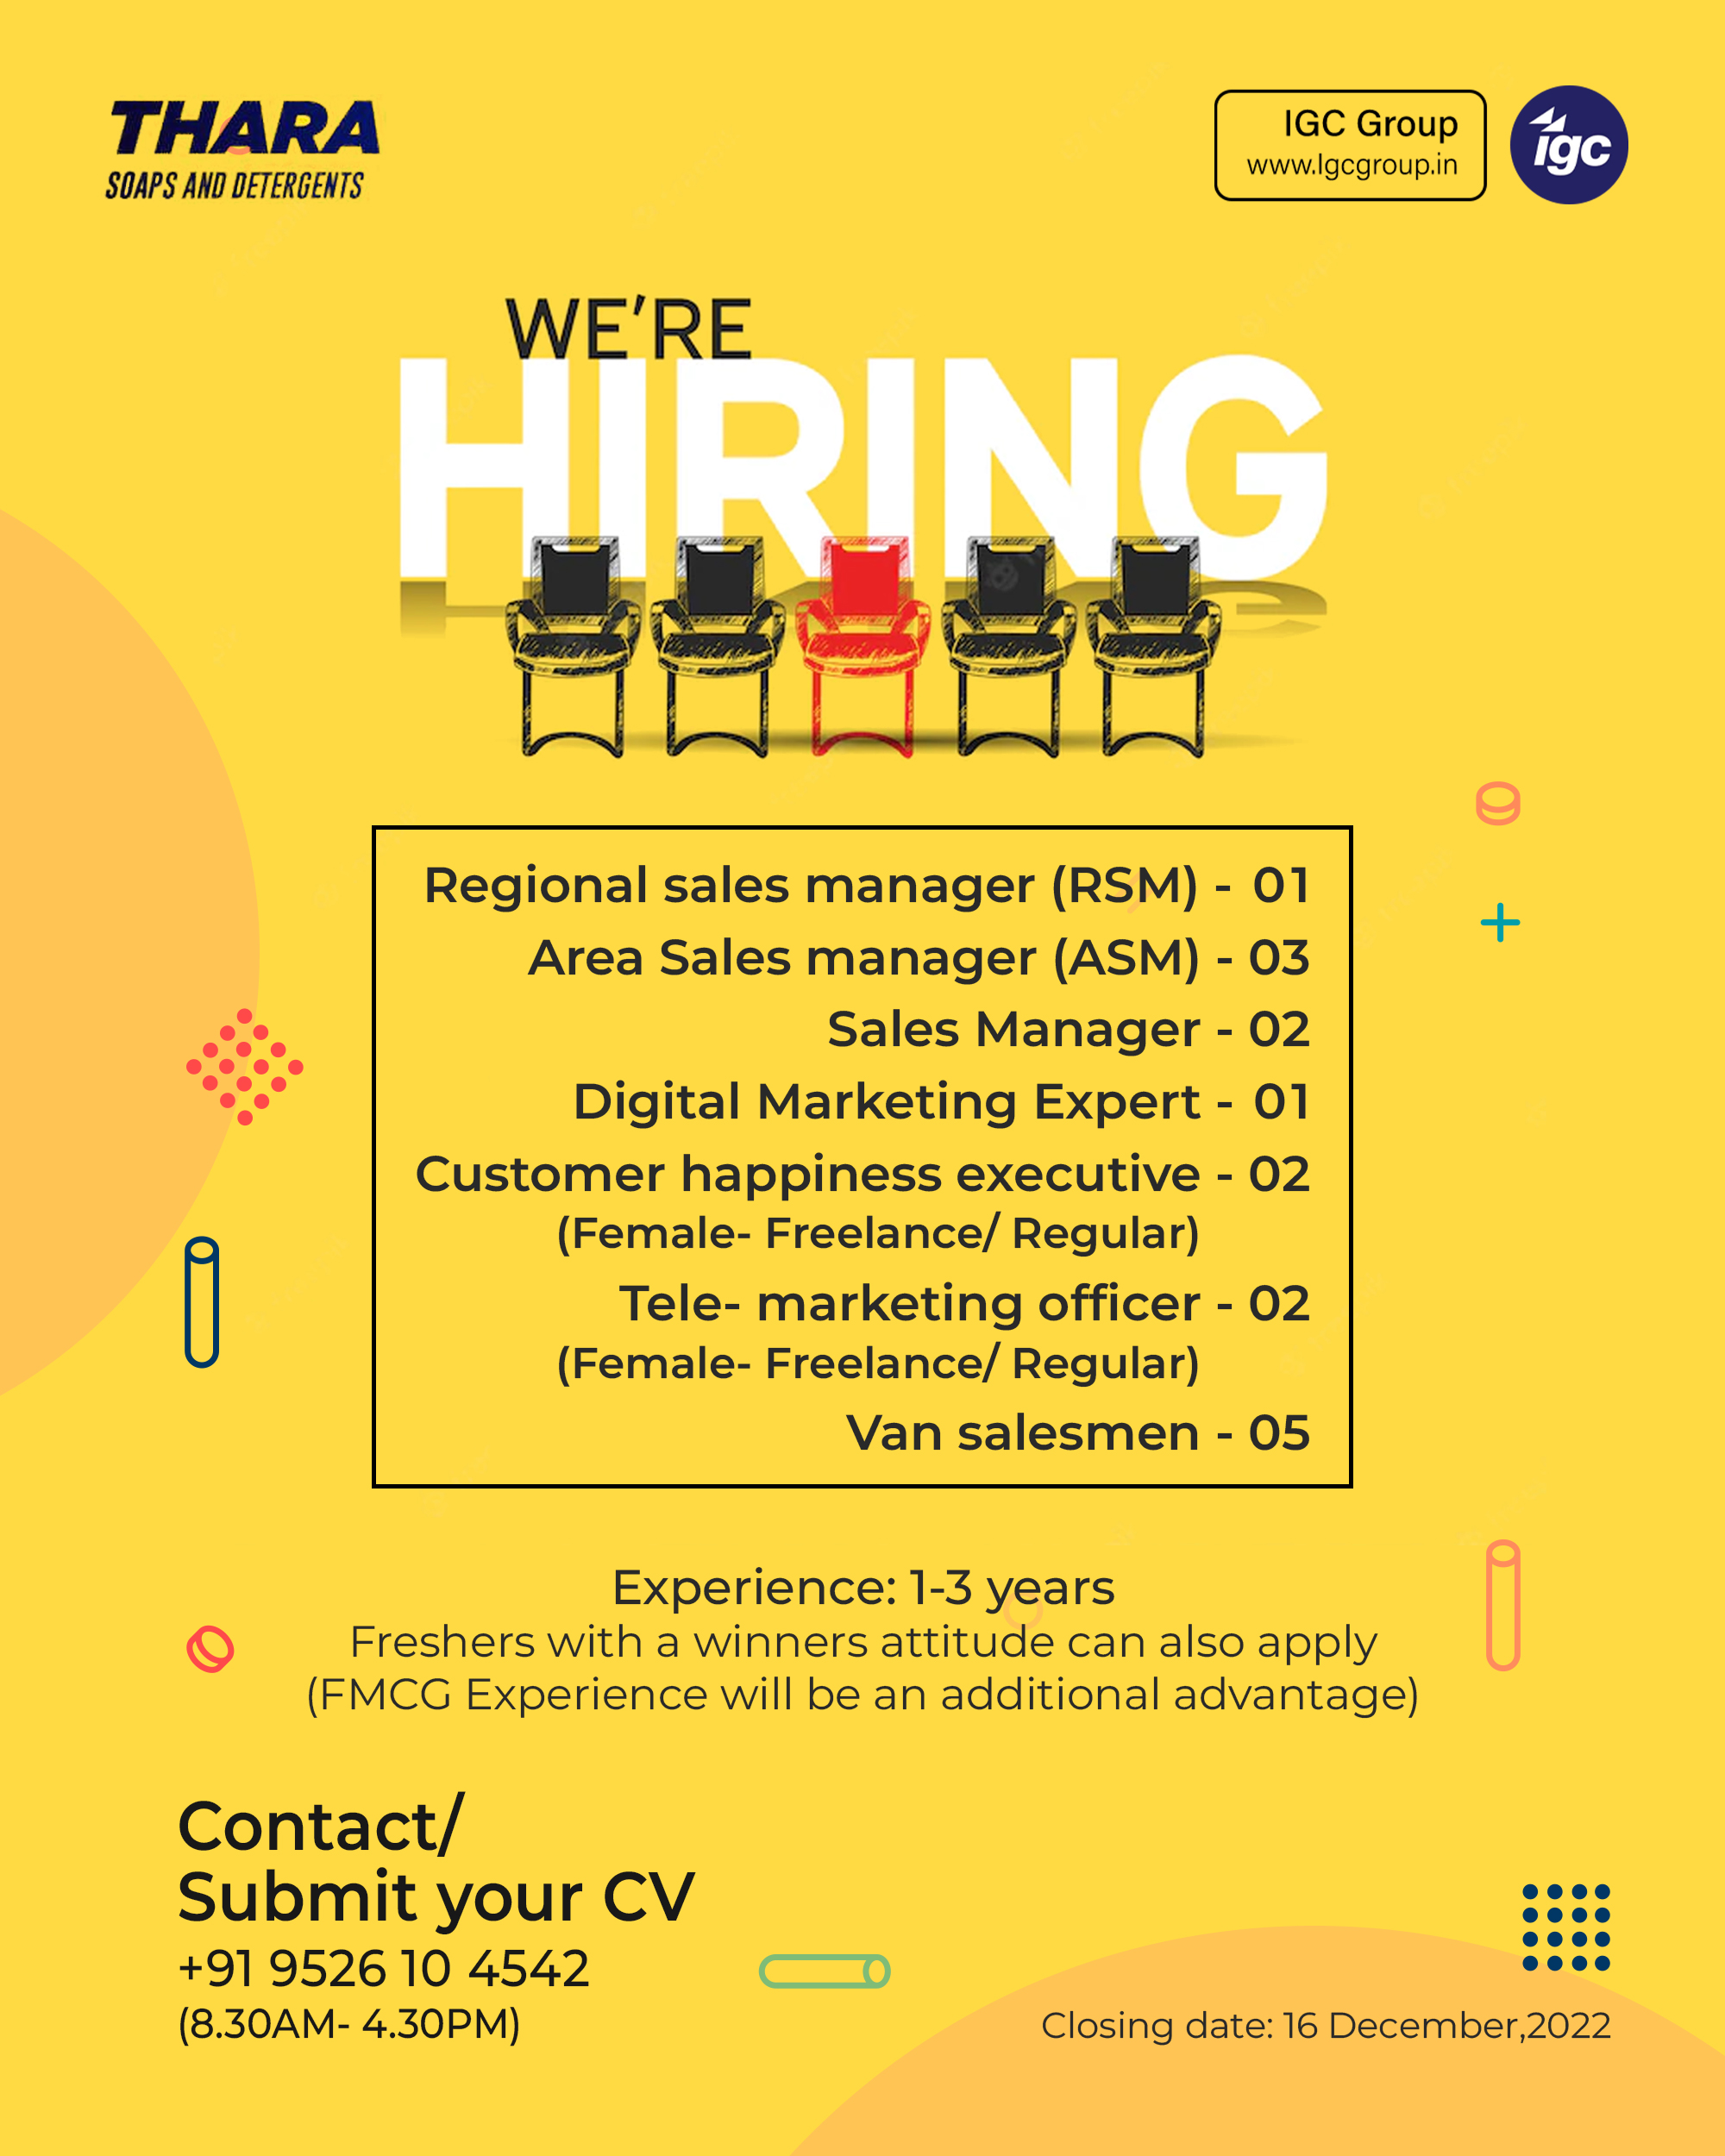 THARA
SOAPS AND DETERGENTS
IGC Group
www.Igcgroup.in
igc
WE'RE
HIRING
Regional sales manager (RSM) - 01
Area Sales manager (ASM) - 03
Sales Manager - 02
Digital Marketing Expert - 01
Customer happiness executive - 02
(Female- Freelance/ Regular)
Tele- marketing officer - 02
(Female- Freelance/ Regular)
Van salesmen - 05
Experience: 1-3 years
Freshers with a winners attitude can also apply
(FMCG Experience will be an additional advantage)
Contact/
Submit your CV
+91 9526 10 4542
(8.30AM- 4.30PM)
Closing date: 16 December,2022